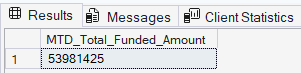 Results Messages Client Statistics
MTD_Total_Funded_Amount
1 53981425